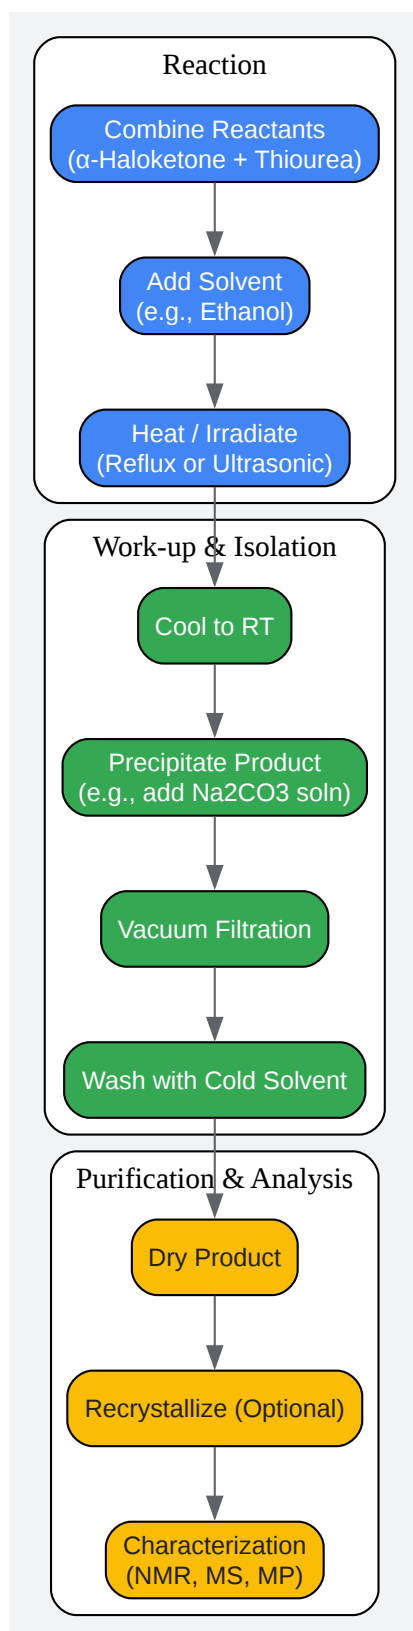 Reaction
Combine Reactants
(α-Haloketone + Thiourea)
Add Solvent
(e.g., Ethanol)
Heat / Irradiate
(Reflux or Ultrasonic)
Work-up & Isolation
Cool to RT
Precipitate Product
(e.g., add Na2CO3 soln)
Vacuum Filtration
Wash with Cold Solvent
Purification & Analysis
Dry Product
Recrystallize (Optional)
Characterization
(NMR, MS, MP)